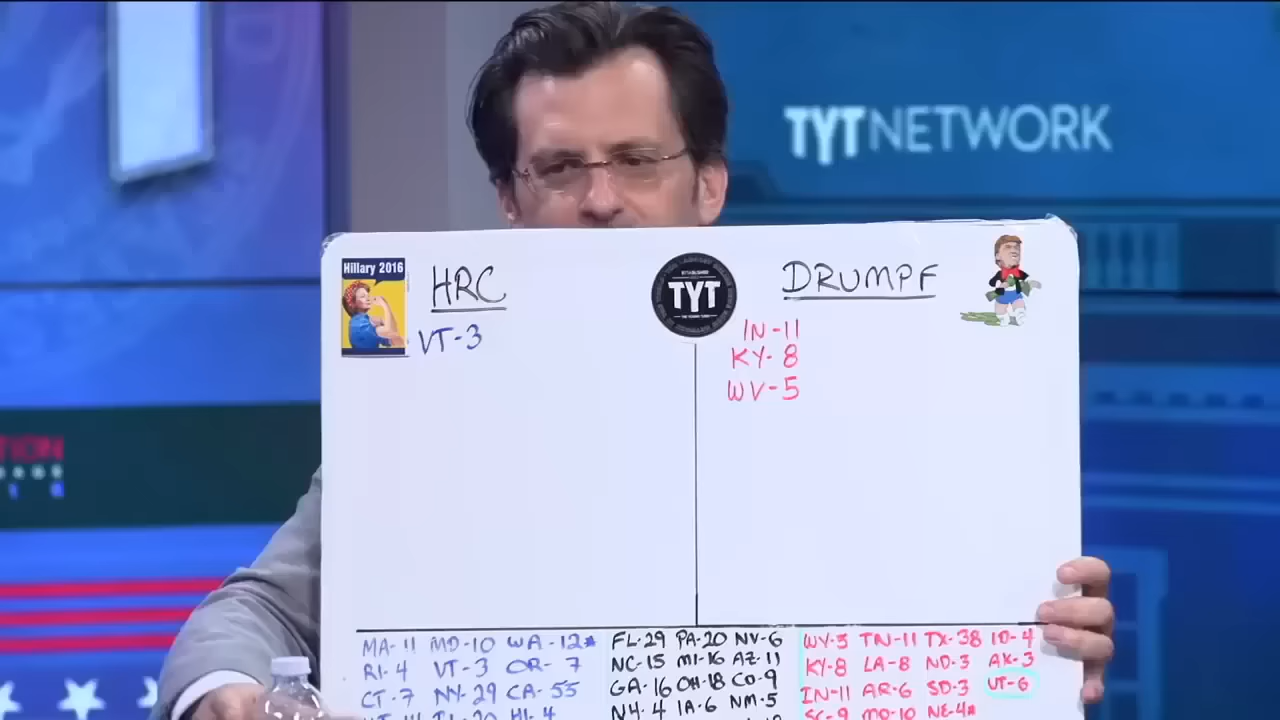 TYT NETWORK
Hillary 2016
HRC
TYT
DRUMPF
VT-3
IN-11
KY-8
WV-5
TION
MA-11 MD-10 WA-12*
RI-4 VT-3 OR-7
CT-7 NY-29 CA-55
HI-4
FL-29 PA-20 NV-6
NC-15 MI-16 AZ-11
GA-16 OH-18 CO-9
NH-4 IA-6 NM-5
WV-5 TN-11 TX-38 ID-4
KY-8 LA-8 ND-3 AK-3
IN-11 AR-6 SD-3 UT-6
SC-9 MO-10 NE-4*